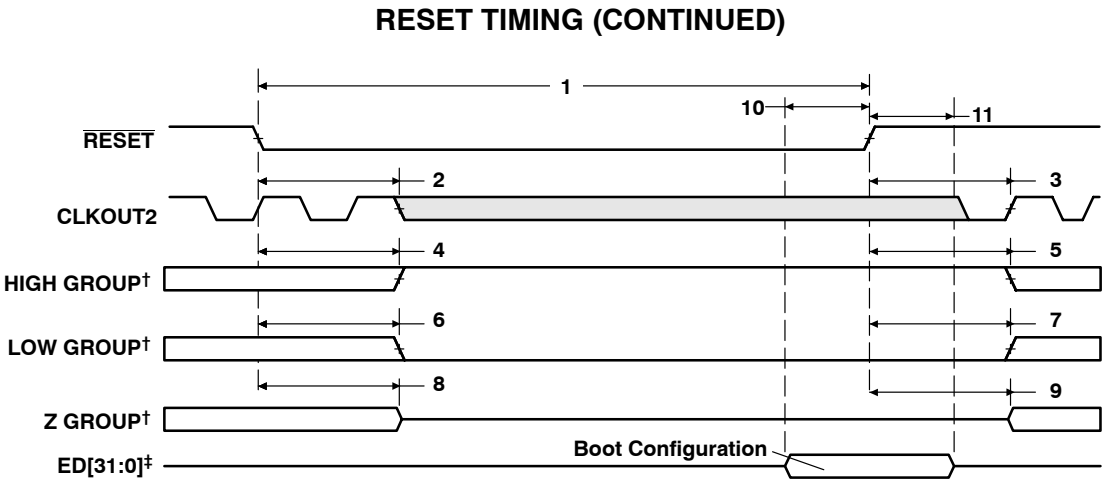 RESET TIMING (CONTINUED)
1
10
11
RESET
2
3
CLKOUT2
4
5
HIGH GROUP†
6
7
LOW GROUP†
8
9
Z GROUP†
Boot Configuration
ED[31:0]‡